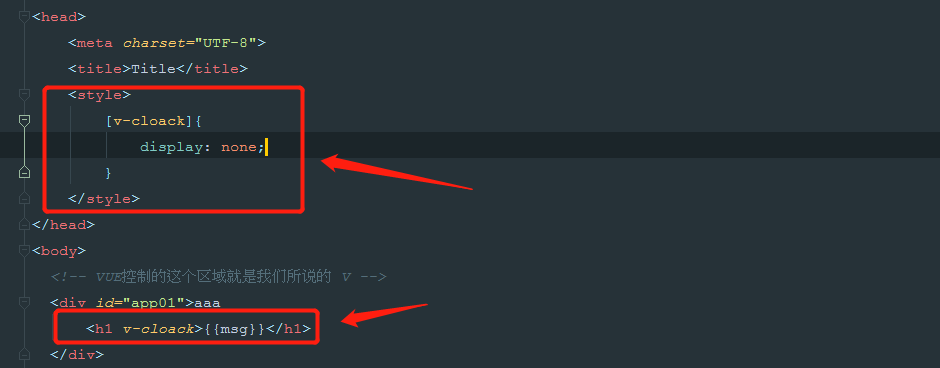 <head>
<meta charset="UTF-8">
<title>Title</title>
<style>
[v-cloack]{
display: none;
}
</style>
</head>
<body>
<!-- VUE控制的这个区域就是我们所说的 V -->
<div id="app01">aaa
<h1 v-cloack>{{msg}}</h1>
</div>